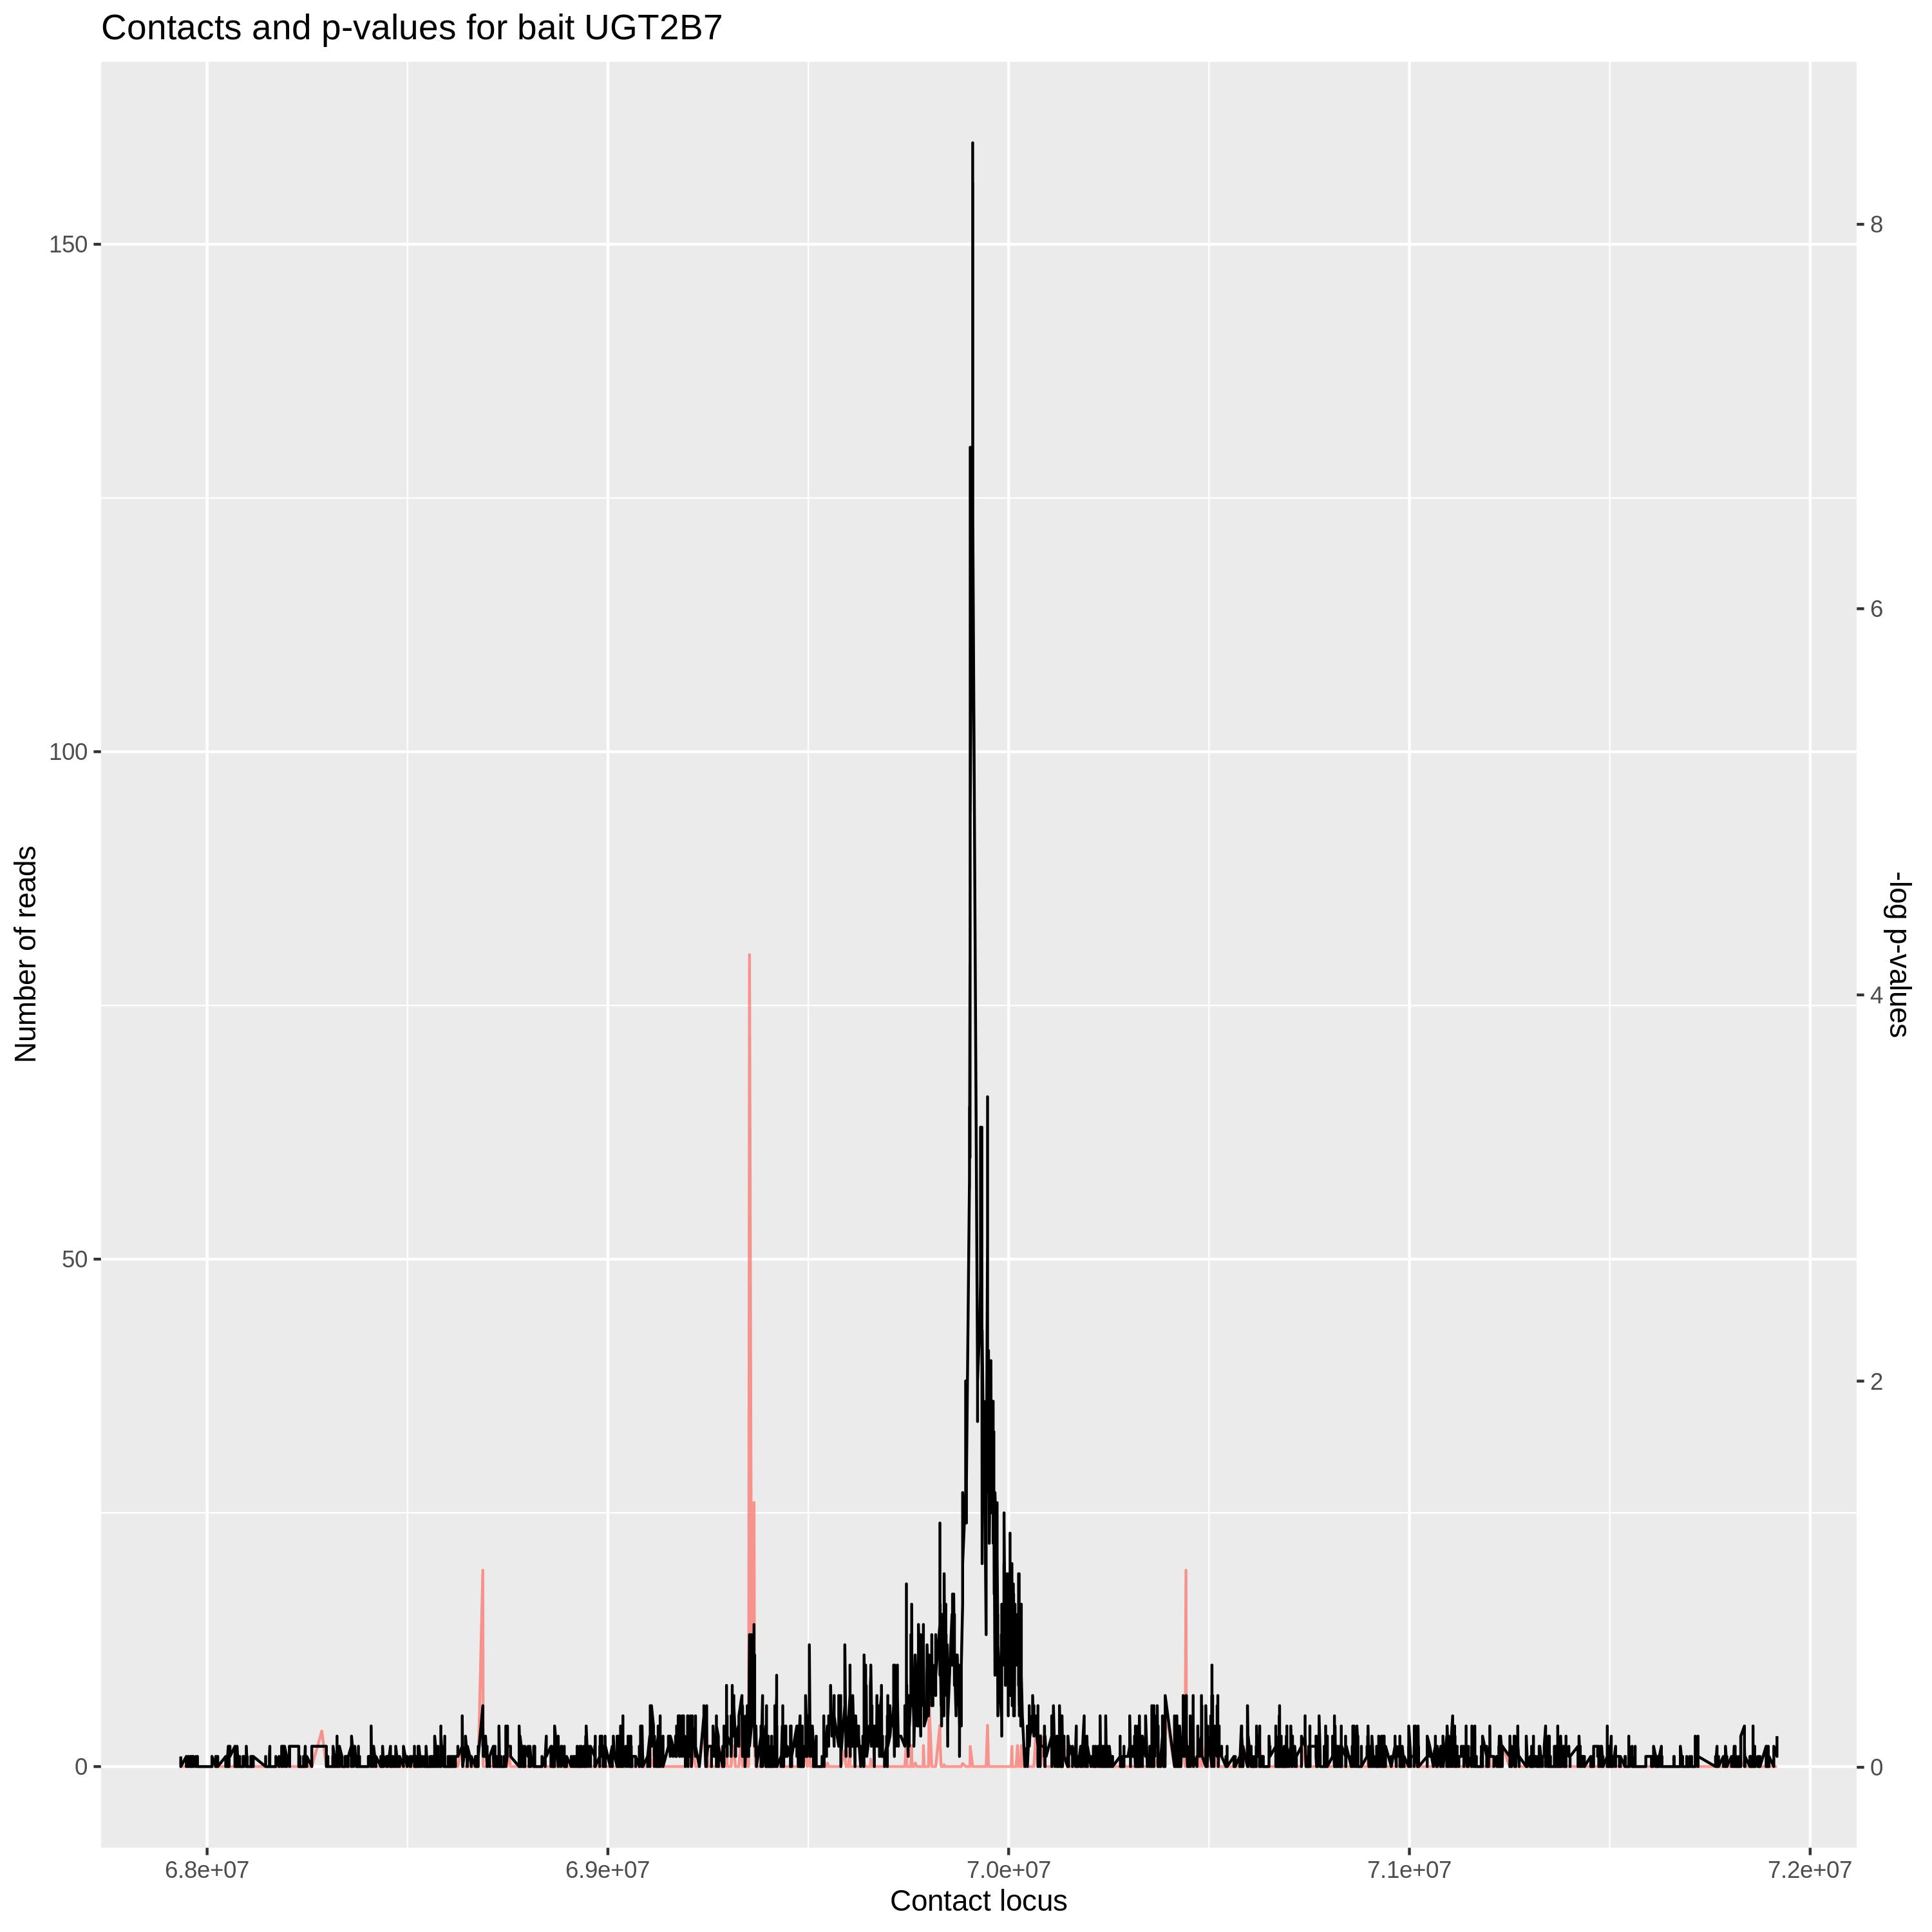 Contacts and p-values for bait UGT2B7
150
100
50
0
Number of reads
8
6
4
2
0
-log p-values
6.8e+07
6.9e+07
7.0e+07
7.1e+07
7.2e+07
Contact locus